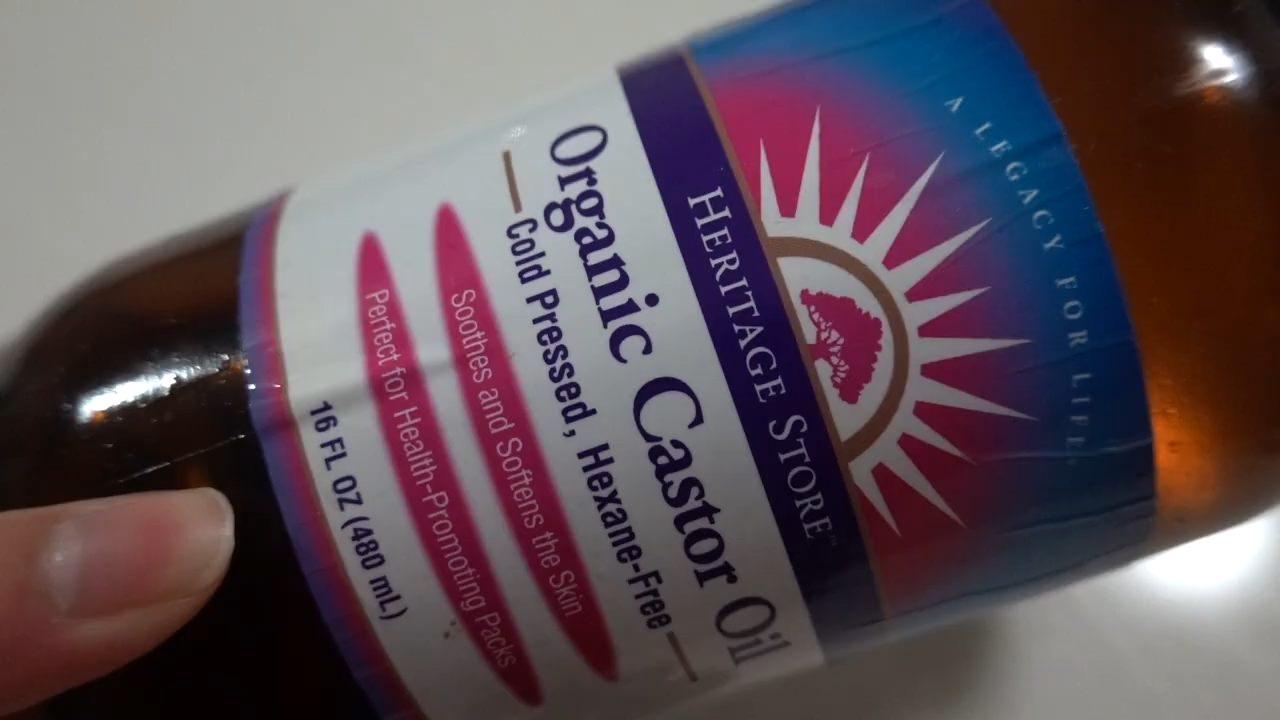 A LEGACY FOR LIFE
HERITAGE STORE™
Organic Castor Oil
Cold Pressed, Hexane-Free
Soothes and Softens the Skin
Perfect for Health-Promoting Packs
16 FL OZ (480 mL)